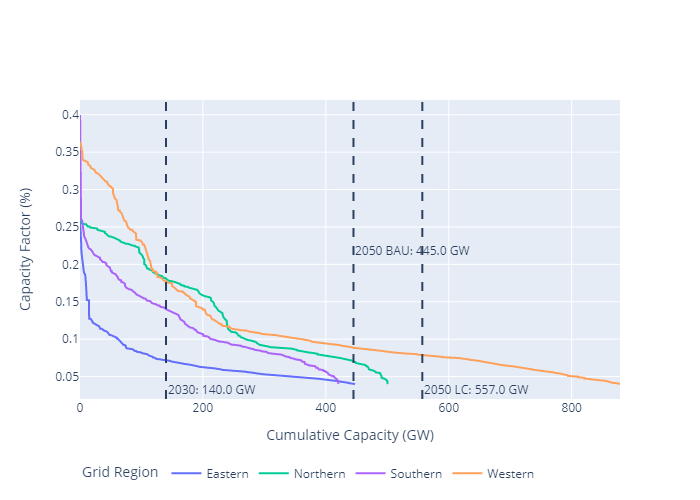 0.4
0.35
0.3
0.25
0.2
0.15
0.1
0.05
Capacity Factor (%)
2050 BAU: 445.0 GW
2030: 140.0 GW
2050 LC: 557.0 GW
0 200 400 600 800
Cumulative Capacity (GW)
Grid Region Eastern Northern Southern Western